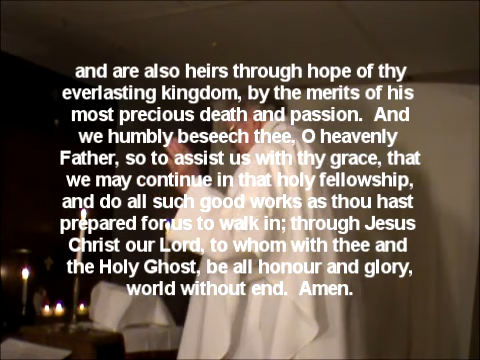 and are also heirs through hope of thy
everlasting kingdom, by the merits of his
most precious death and passion.  And
we humbly beseech thee, O heavenly
Father, so to assist us with thy grace, that
we may continue in that holy fellowship,
and do all such good works as thou hast
prepared for us to walk in; through Jesus
Christ our Lord, to whom with thee and
the Holy Ghost, be all honour and glory,
world without end.  Amen.